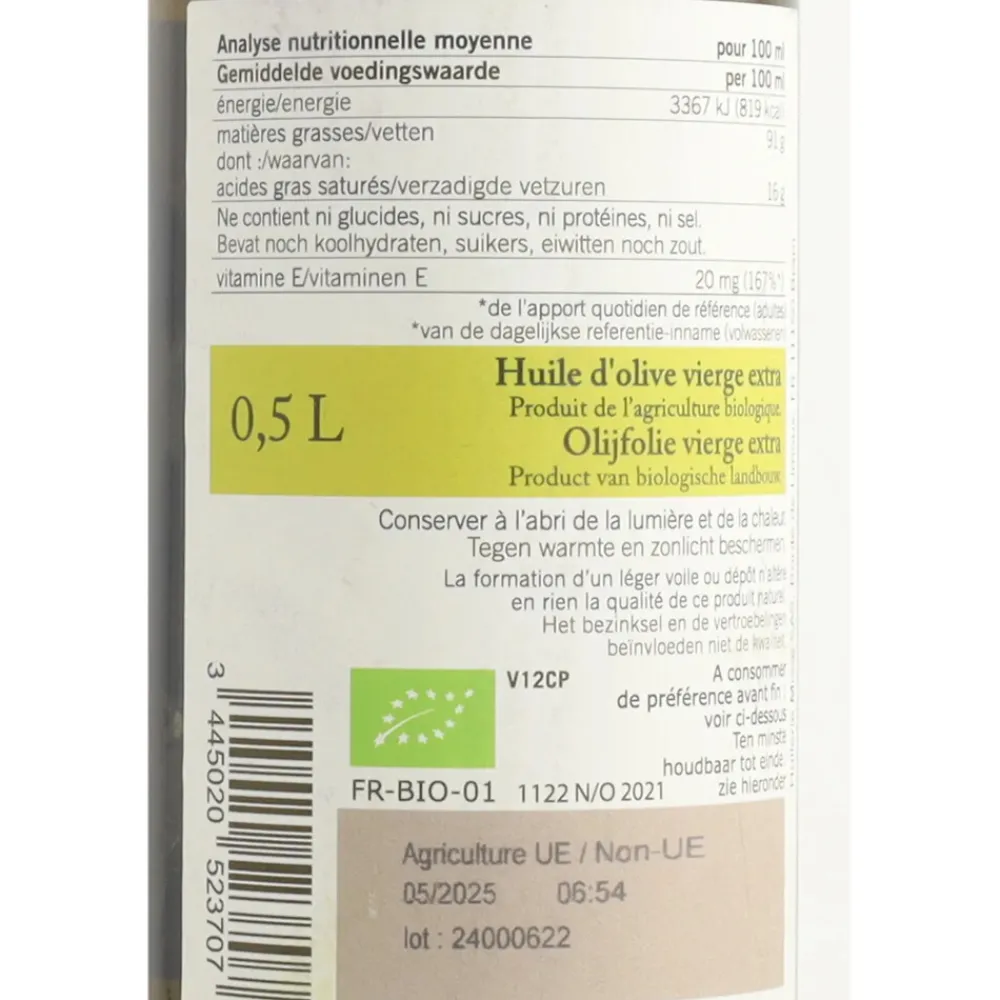 Analyse nutritionnelle moyenne pour 100 ml
Gemiddelde voedingswaarde per 100 ml
énergie/energie 3367 kJ (819 kcal
matières grasses/vetten 91 g
dont :/waarvan:
acides gras saturés/verzadigde vetzuren 16 g
Ne contient ni glucides, ni sucres, ni protéines, ni sel.
Bevat noch koolhydraten, suikers, eiwitten noch zout.
vitamine E/vitaminen E 20 mg (167%*)
*de l'apport quotidien de référence (adultes)
*van de dagelijkse referentie-inname (volwassenen)
0,5 L
Huile d'olive vierge extra
Produit de l'agriculture biologique.
Olijfolie vierge extra
Product van biologische landbouw
Conserver à l'abri de la lumière et de la chaleur.
Tegen warmte en zonlicht beschermen
La formation d'un léger voile ou dépôt n'altère
en rien la qualité de ce produit naturel
Het bezinksel en de vertroebelingen
beïnvloeden niet de kwaliteit.
V12CP
A consommer
de préférence avant fin :
voir ci-dessous
Ten minste
houdbaar tot einde
zie hieronder
FR-BIO-01 1122 N/O 2021
Agriculture UE / Non-UE
05/2025 06:54
lot : 24000622
3 445020 523707